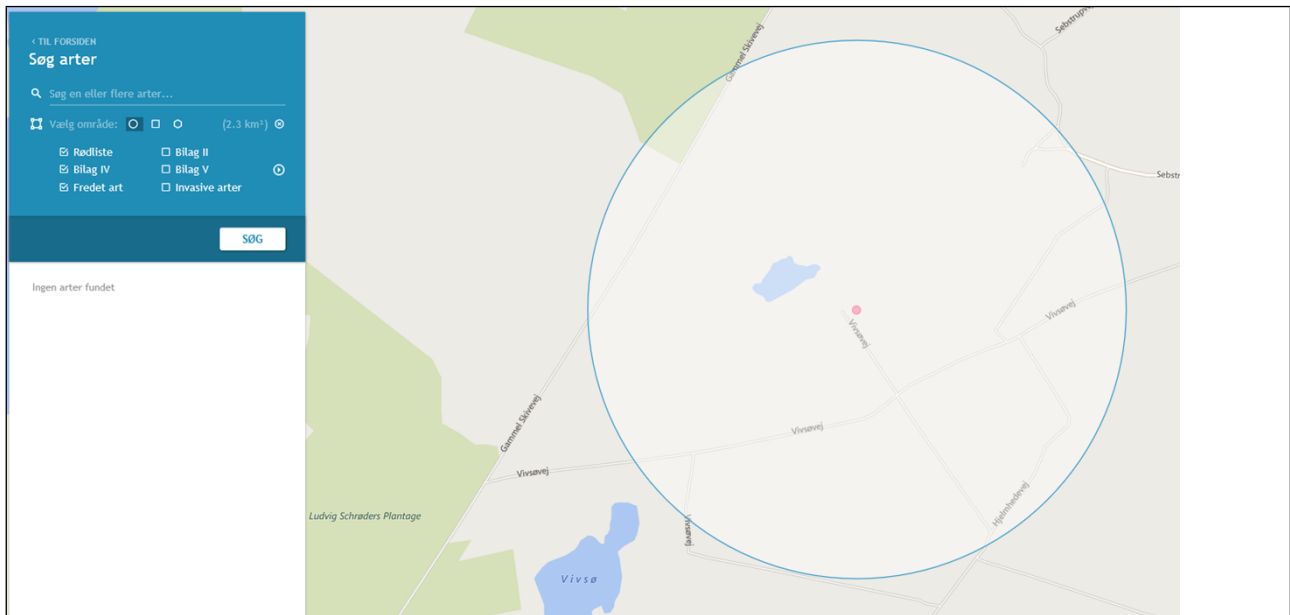 ‹ TIL FORSIDEN
Søg arter
Søg en eller flere arter...
Vælg område:
(2.3 km²)
Rødliste
Bilag II
Bilag IV
Bilag V
Fredet art
Invasive arter
SØG
Ingen arter fundet
Gammel Skivevej
Sebstrupvej
Sebstr
Vivsøvej
Vivsøvej
Vivsøvej
Gammel Skivevej
Vivsøvej
Hjelmhedevej
Vivsøvej
Ludvig Schrøders Plantage
Vivsø